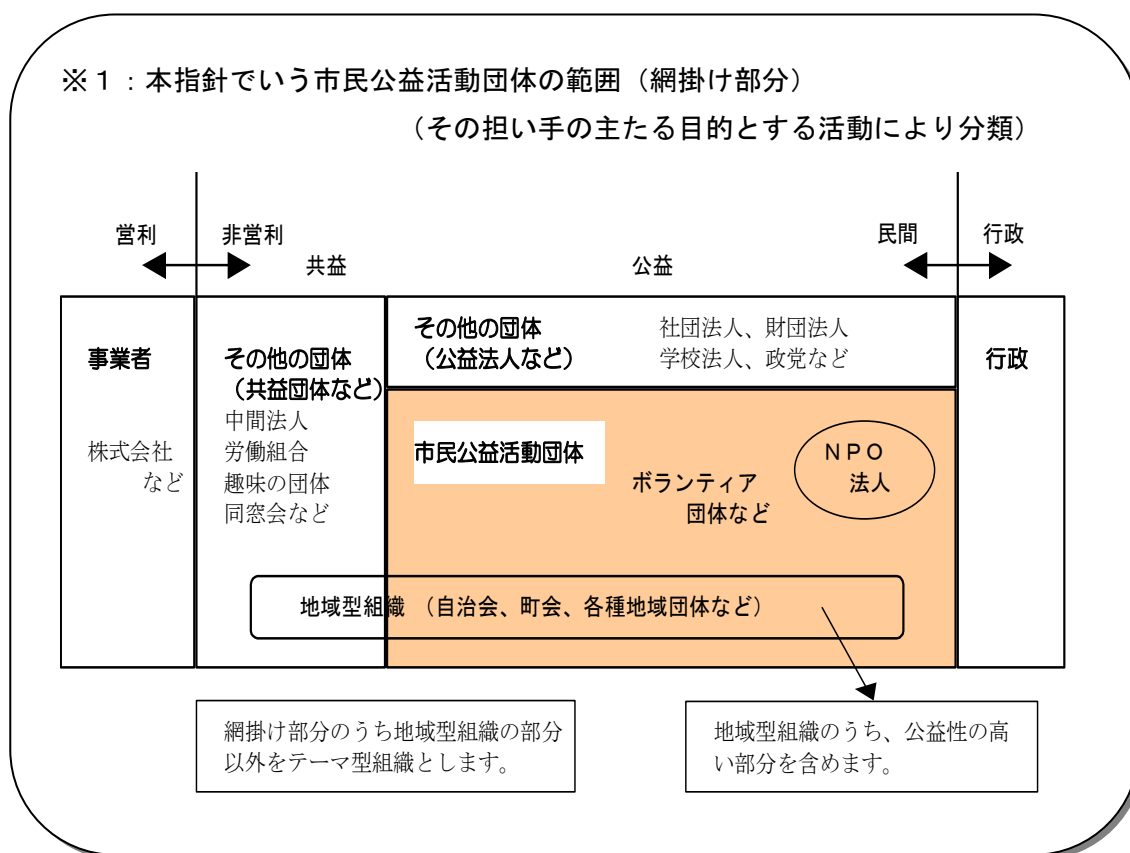 ※１：本指針でいう市民公益活動団体の範囲（網掛け部分）
（その担い手の主たる目的とする活動により分類）
営利
非営利
民間
行政
共益
公益
事業者
株式会社
など
その他の団体
（共益団体など）
中間法人
労働組合
趣味の団体
同窓会など
その他の団体
（公益法人など）
社団法人、財団法人
学校法人、政党など
行政
市民公益活動団体
ボランティア
団体など
ＮＰＯ
法人
地域型組織 （自治会、町会、各種地域団体など）
網掛け部分のうち地域型組織の部分
以外をテーマ型組織とします。
地域型組織のうち、公益性の高
い部分を含めます。